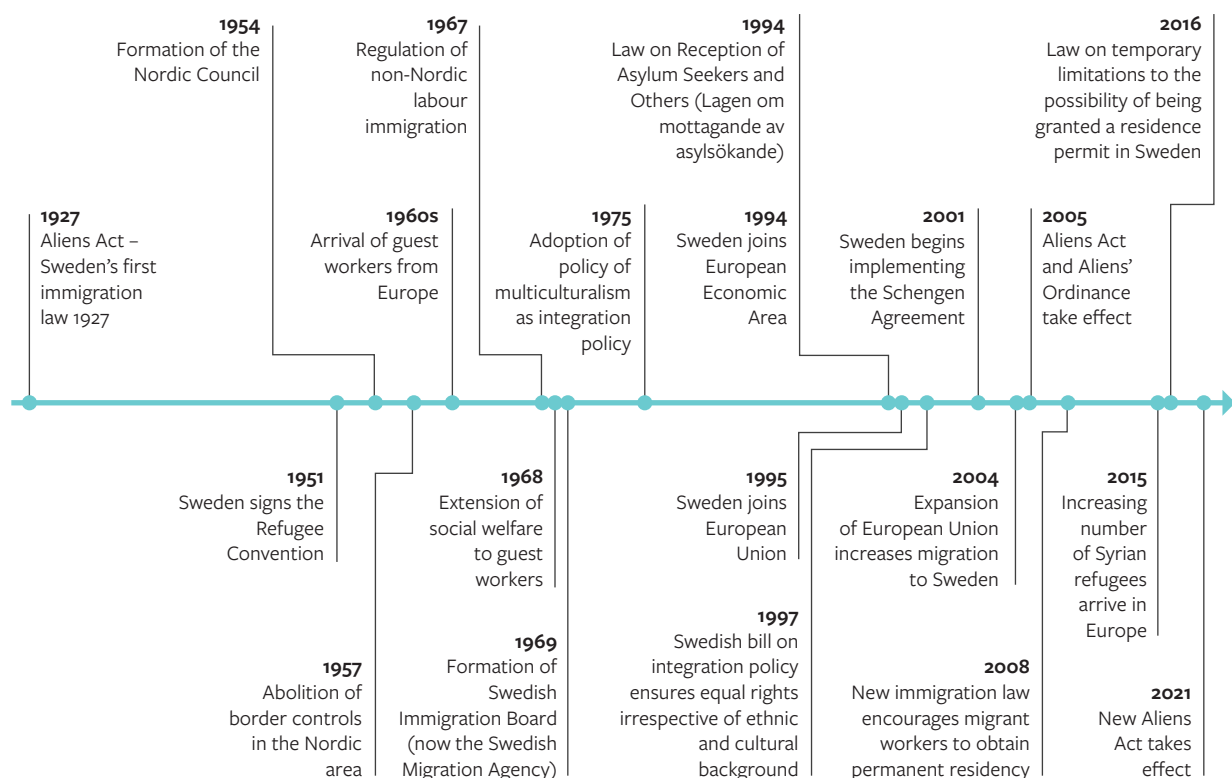 1954
Formation of the
Nordic Council
1967
Regulation of
non-Nordic
labour
immigration
1994
Law on Reception of
Asylum Seekers and
Others (Lagen om
mottagande av
asylsökande)
2016
Law on temporary
limitations to the
possibility of being
granted a residence
permit in Sweden
1927
Aliens Act –
Sweden’s first
immigration
law 1927
1960s
Arrival of guest
workers from
Europe
1975
Adoption of
policy of
multiculturalism
as integration
policy
1994
Sweden joins
European
Economic
Area
2001
Sweden begins
implementing
the Schengen
Agreement
2005
Aliens Act
and Aliens’
Ordinance
take effect
1951
Sweden signs the
Refugee
Convention
1968
Extension of
social welfare
to guest
workers
1995
Sweden joins
European
Union
2004
Expansion
of European Union
increases migration
to Sweden
2015
Increasing
number
of Syrian
refugees
arrive in
Europe
1957
Abolition of
border controls
in the Nordic
area
1969
Formation of
Swedish
Immigration Board
(now the Swedish
Migration Agency)
1997
Swedish bill on
integration policy
ensures equal rights
irrespective of ethnic
and cultural
background
2008
New immigration law
encourages migrant
workers to obtain
permanent residency
2021
New Aliens
Act takes
effect